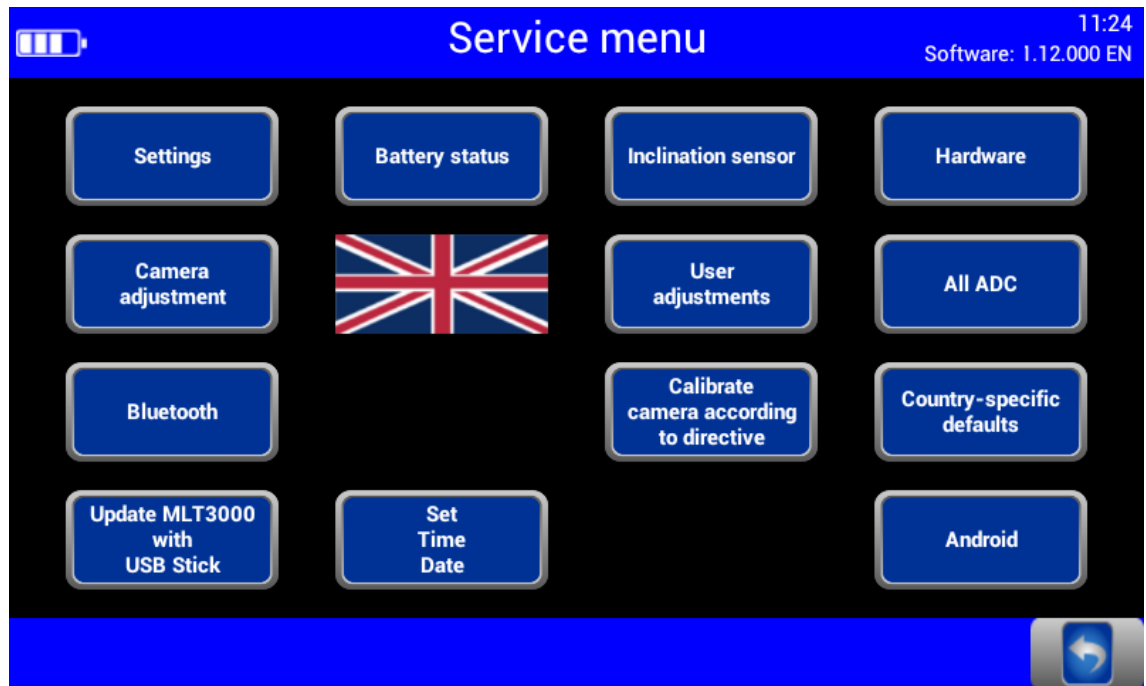 Service menu
11:24
Software: 1.12.000 EN
Settings
Battery status
Inclination sensor
Hardware
Camera
adjustment
User
adjustments
All ADC
Bluetooth
Calibrate
camera according
to directive
Country-specific
defaults
Update MLT3000
with
USB Stick
Set
Time
Date
Android